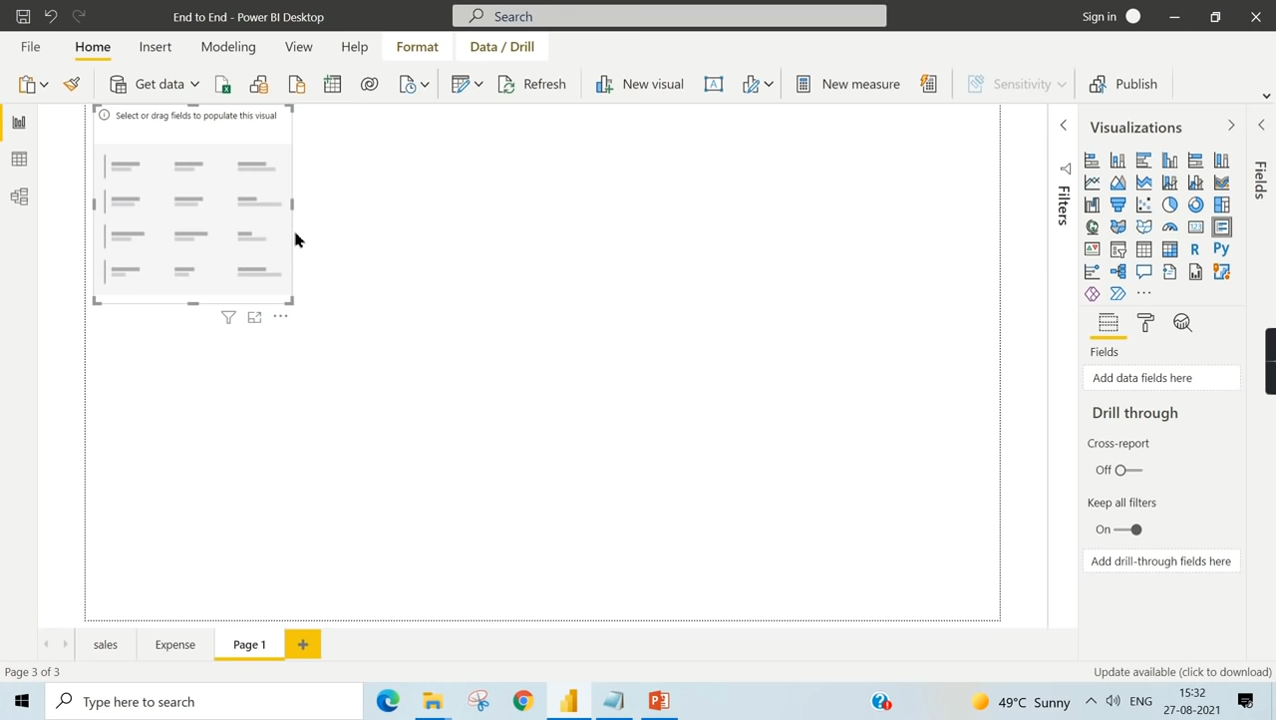 End to End - Power BI Desktop
Search
Sign in
File
Home
Insert
Modeling
View
Help
Format
Data / Drill
Get data
Refresh
New visual
New measure
Sensitivity
Publish
Select or drag fields to populate this visual
Filters
Visualizations
Fields
R
Py
Fields
Add data fields here
Drill through
Cross-report
Off
Keep all filters
On
Add drill-through fields here
sales
Expense
Page 1
Page 3 of 3
Update available (click to download)
Type here to search
49°C Sunny
ENG
15:32
27-08-2021